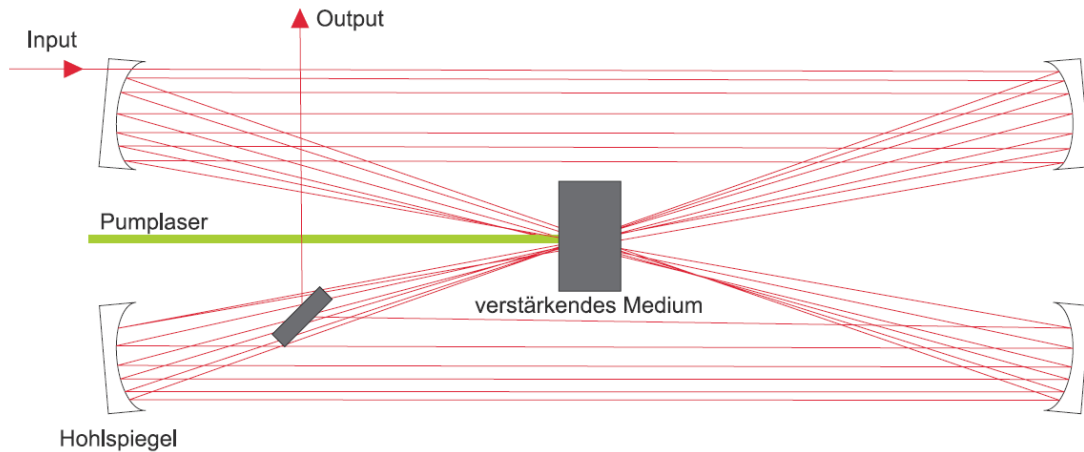 Output
Input
Pumplaser
verstärkendes Medium
Hohlspiegel